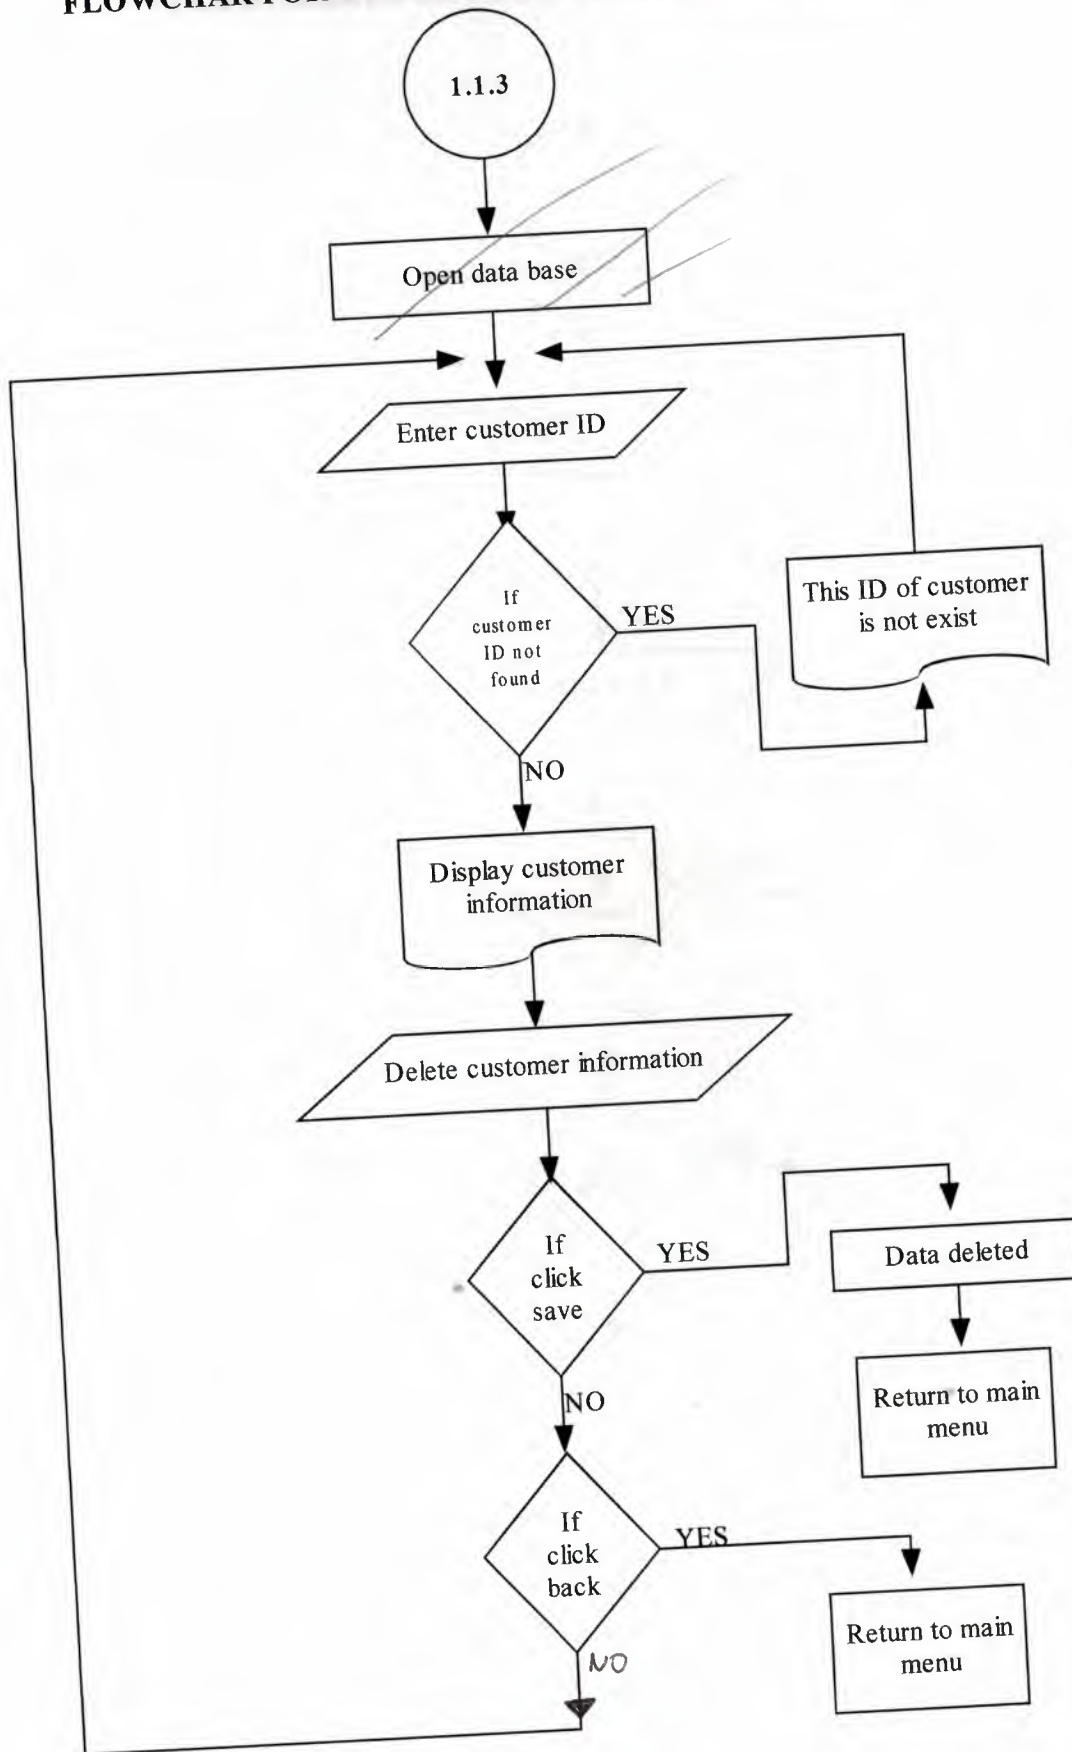 1.1.3
Open data base
Enter customer ID
If
customer
ID not
found
YES
This ID of customer
is not exist
NO
Display customer
information
Delete customer information
If
click
save
YES
Data deleted
Return to main
menu
NO
If
click
back
YES
Return to main
menu
NO